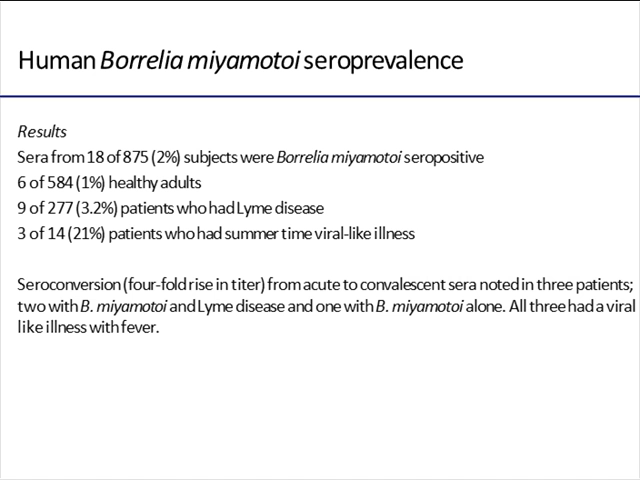 Human Borrelia miyamotoi seroprevalence
Results
Sera from 18 of 875 (2%) subjects were Borrelia miyamotoi seropositive
6 of 584 (1%) healthy adults
9 of 277 (3.2%) patients who had Lyme disease
3 of 14 (21%) patients who had summer time viral-like illness
Seroconversion (four-fold rise in titer) from acute to convalescent sera noted in three patients;
two with B. miyamotoi and Lyme disease and one with B. miyamotoi alone. All three had a viral
like illness with fever.